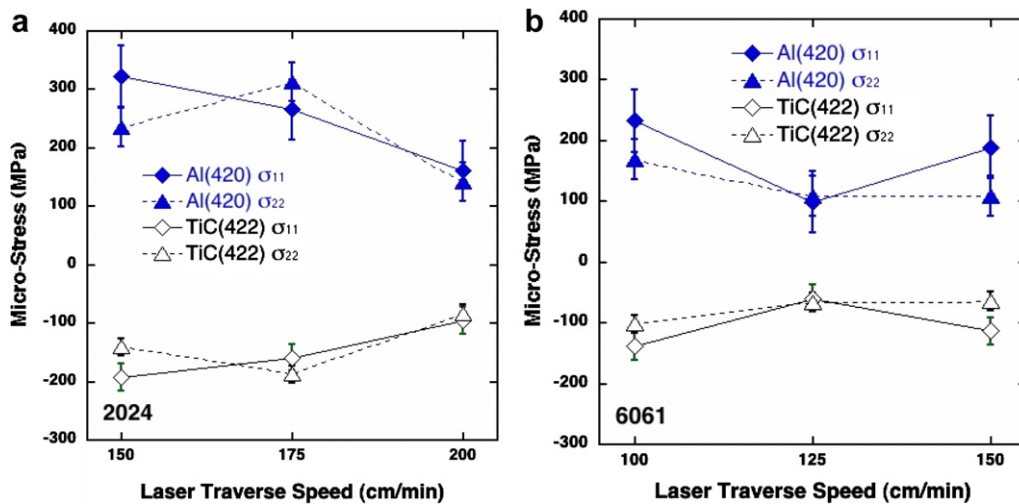 a
400
300
200
100
0
-100
-200
-300
Micro-Stress (MPa)
Al(420) σ11
Al(420) σ22
TiC(422) σ11
TiC(422) σ22
2024
150 175 200
Laser Traverse Speed (cm/min)
b
400
300
200
100
0
-100
-200
-300
Micro-Stress (MPa)
Al(420) σ11
Al(420) σ22
TiC(422) σ11
TiC(422) σ22
6061
100 125 150
Laser Traverse Speed (cm/min)